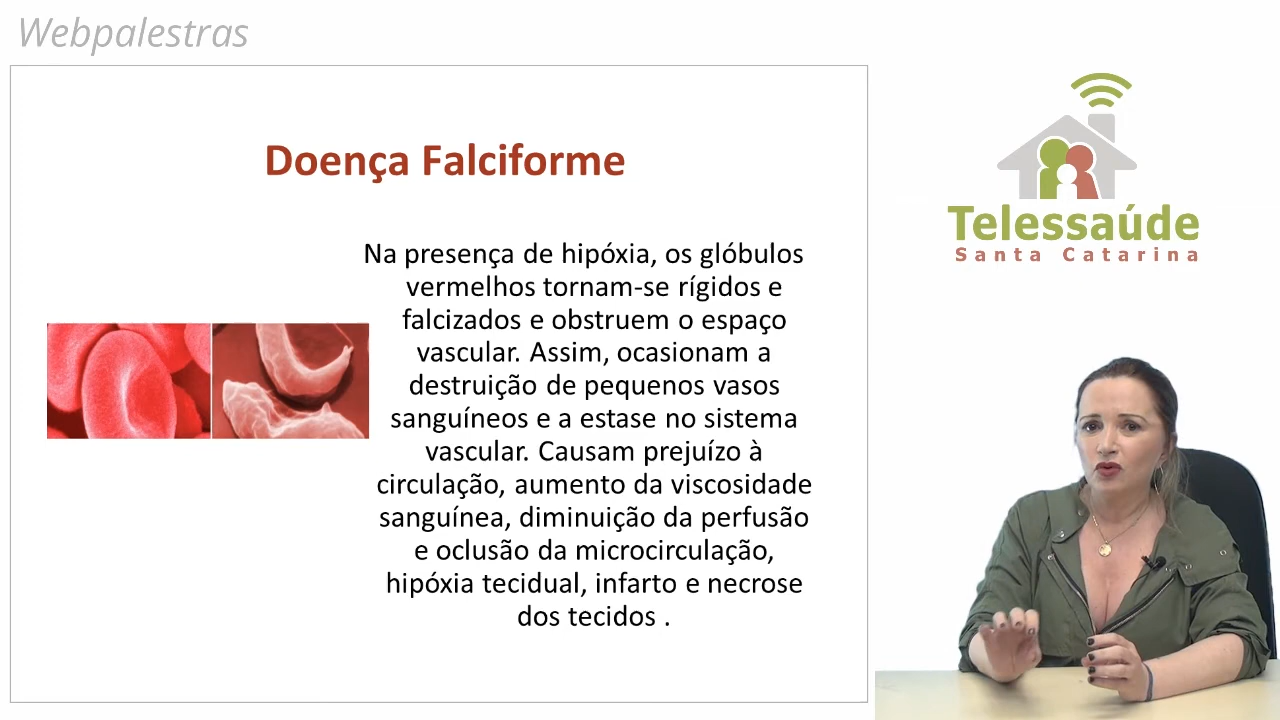 Webpalestras
Doença Falciforme
Na presença de hipóxia, os glóbulos
vermelhos tornam-se rígidos e
falcizados e obstruem o espaço
vascular. Assim, ocasionam a
destruição de pequenos vasos
sanguíneos e a estase no sistema
vascular. Causam prejuízo à
circulação, aumento da viscosidade
sanguínea, diminuição da perfusão
e oclusão da microcirculação,
hipóxia tecidual, infarto e necrose
dos tecidos .
Telessaúde
Santa Catarina